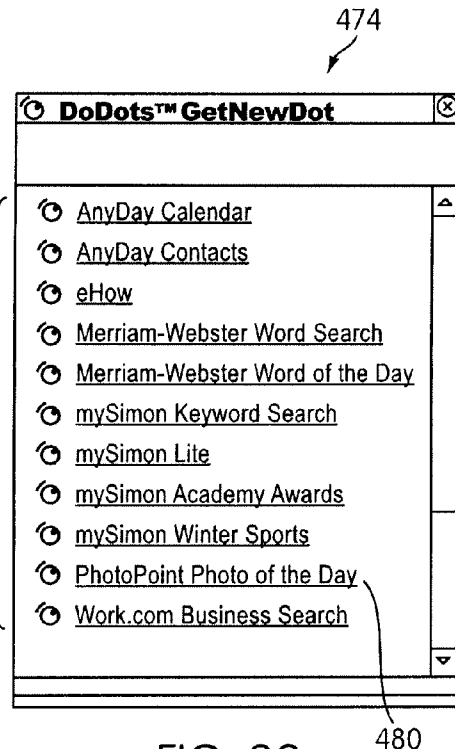 474
DoDots™ GetNewDot
AnyDay Calendar
AnyDay Contacts
eHow
Merriam-Webster Word Search
Merriam-Webster Word of the Day
mySimon Keyword Search
mySimon Lite
mySimon Academy Awards
mySimon Winter Sports
PhotoPoint Photo of the Day
Work.com Business Search
480